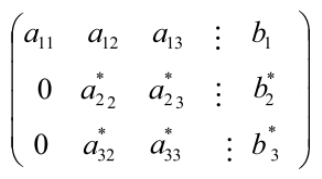 a₁₁ a₁₂ a₁₃ ⋮ b₁
0 a*₂₂ a*₂₃ ⋮ b*₂
0 a*₃₂ a*₃₃ ⋮ b*₃